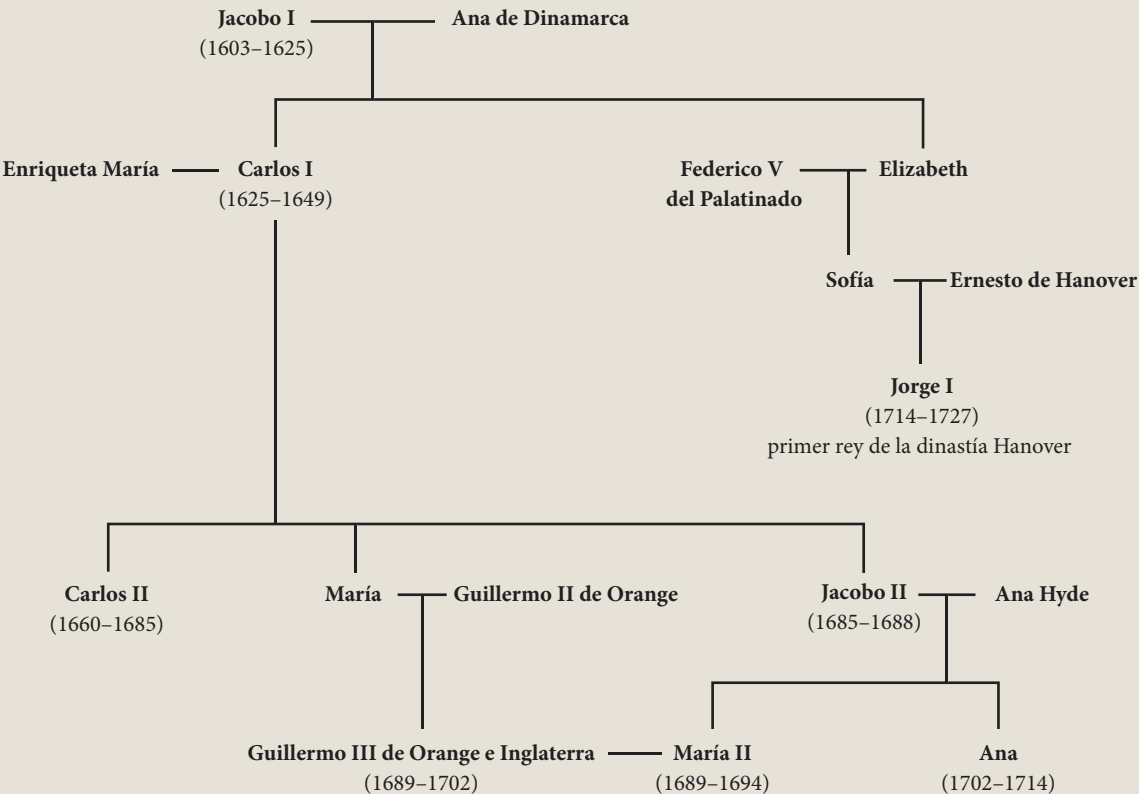 Jacobo I
(1603–1625)
Ana de Dinamarca
Enriqueta María
Carlos I
(1625–1649)
Federico V
del Palatinado
Elizabeth
Sofía
Ernesto de Hanover
Jorge I
(1714–1727)
primer rey de la dinastía Hanover
Carlos II
(1660–1685)
María
Guillermo II de Orange
Jacobo II
(1685–1688)
Ana Hyde
Guillermo III de Orange e Inglaterra
(1689–1702)
María II
(1689–1694)
Ana
(1702–1714)